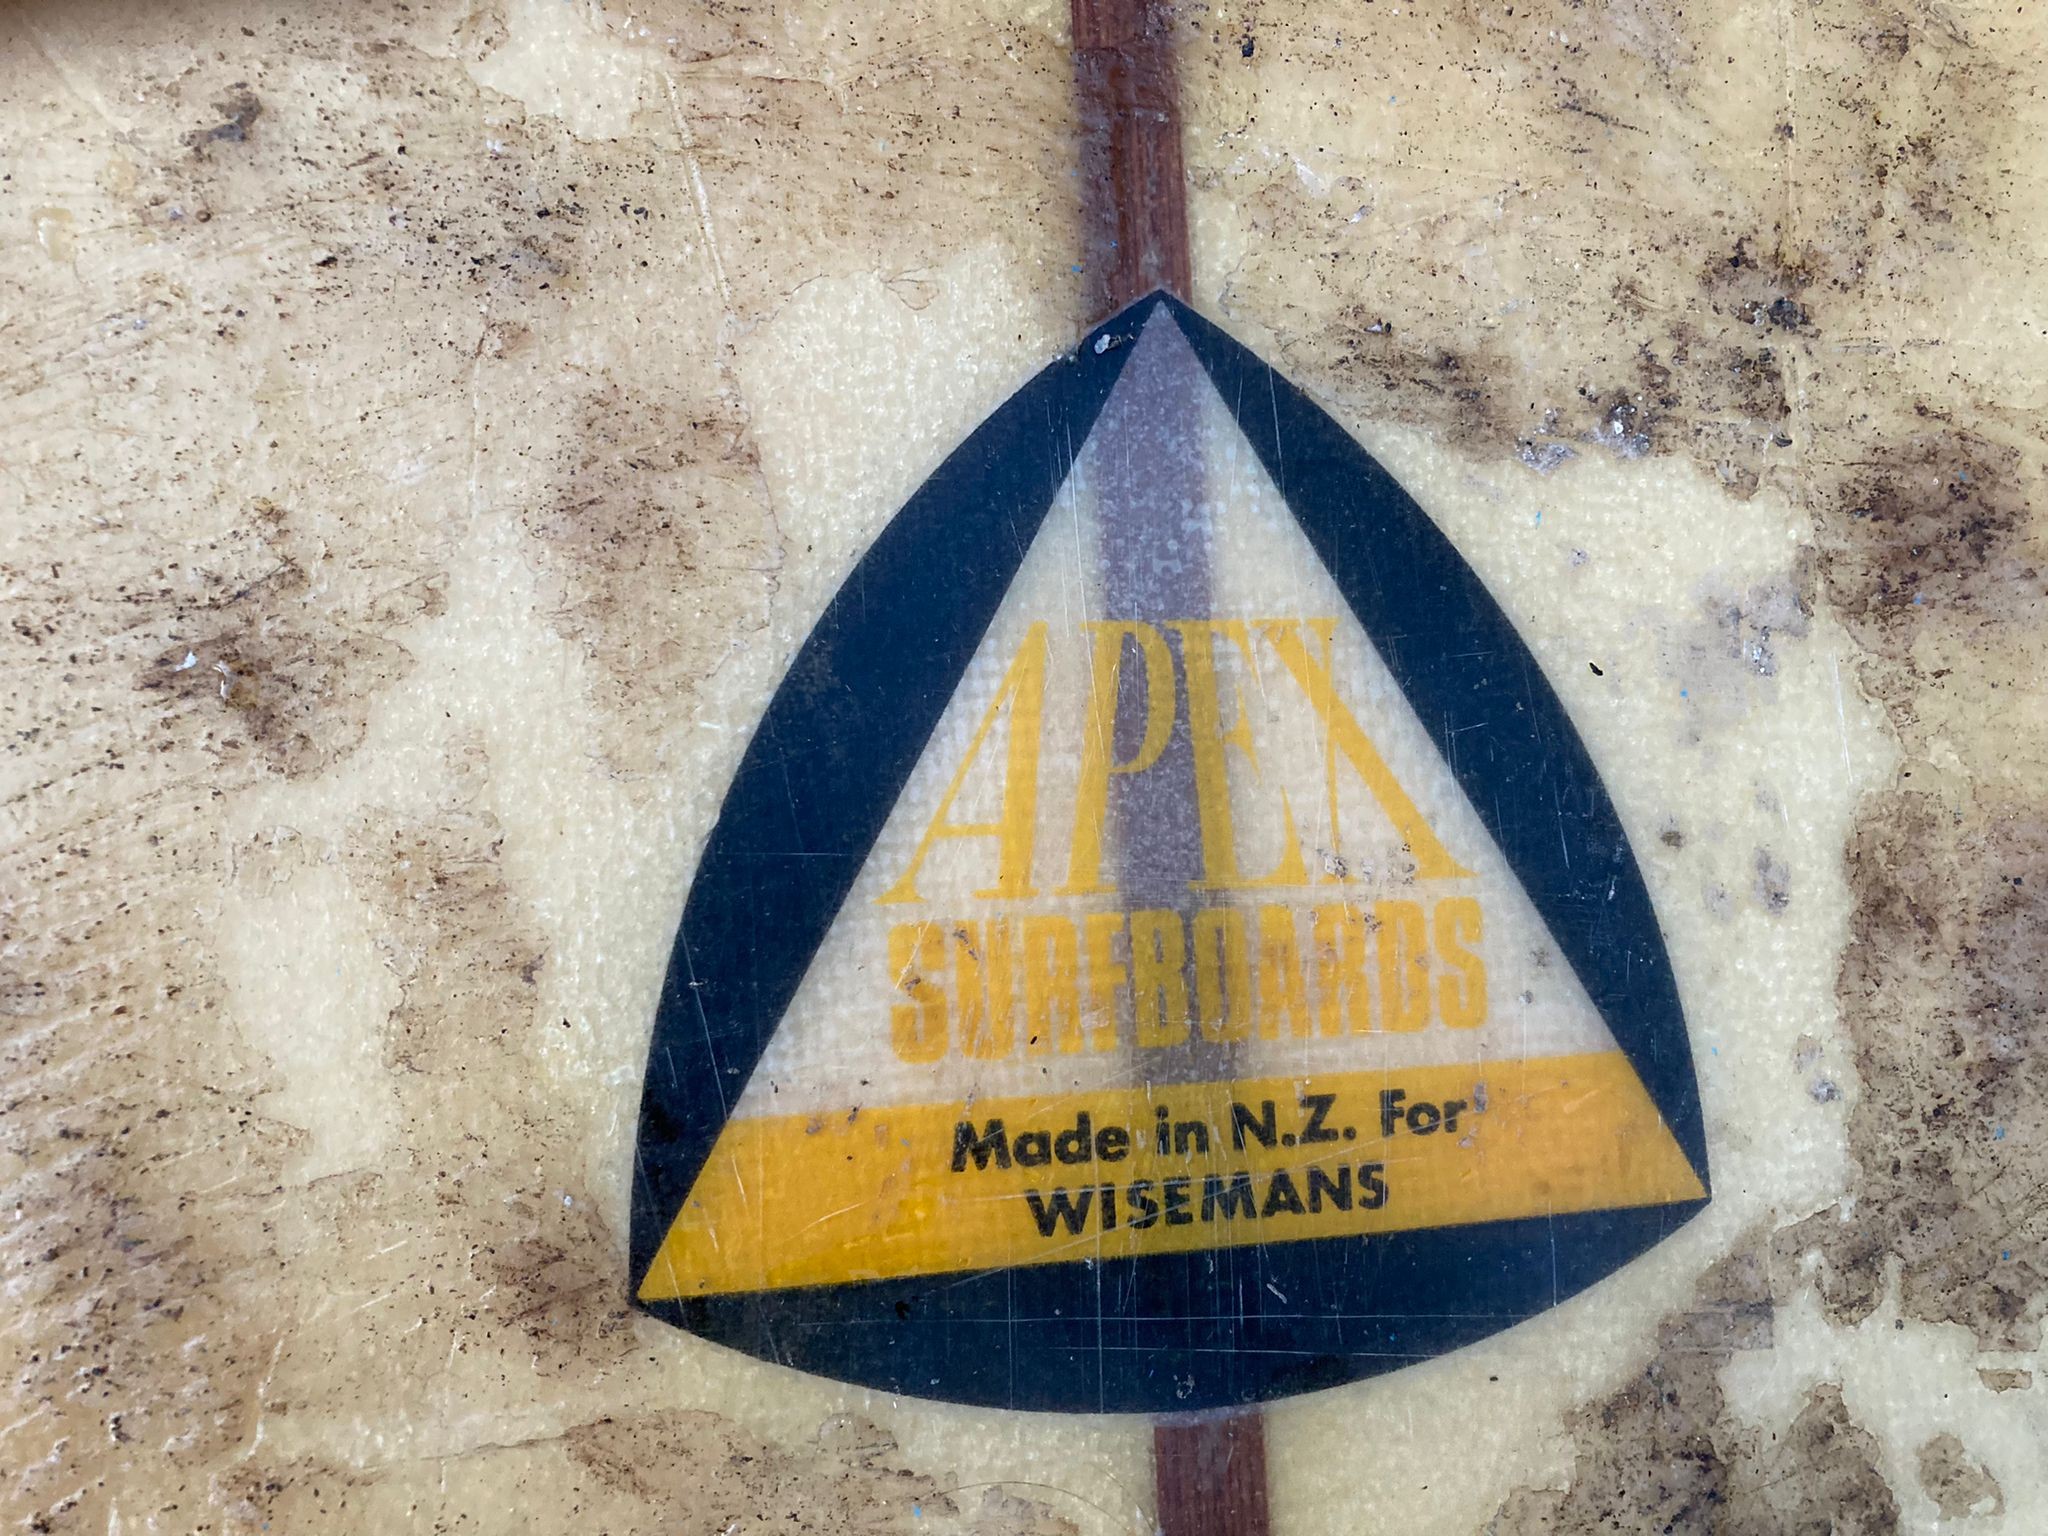 APEX
SURFBOARDS
Made in N.Z. For
WISEMANS